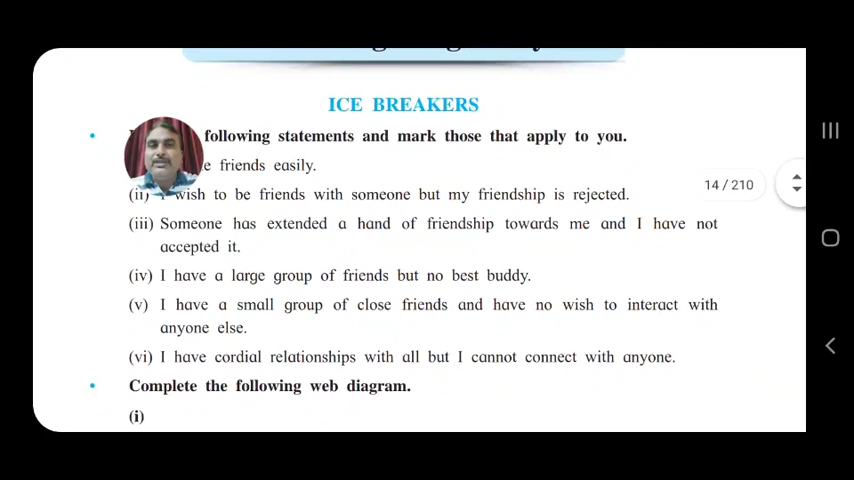 ICE BREAKERS
• following statements and mark those that apply to you.
e friends easily.
(ii) I wish to be friends with someone but my friendship is rejected.
14 / 210
(iii) Someone has extended a hand of friendship towards me and I have not
accepted it.
(iv) I have a large group of friends but no best buddy.
(v) I have a small group of close friends and have no wish to interact with
anyone else.
(vi) I have cordial relationships with all but I cannot connect with anyone.
• Complete the following web diagram.
(i)